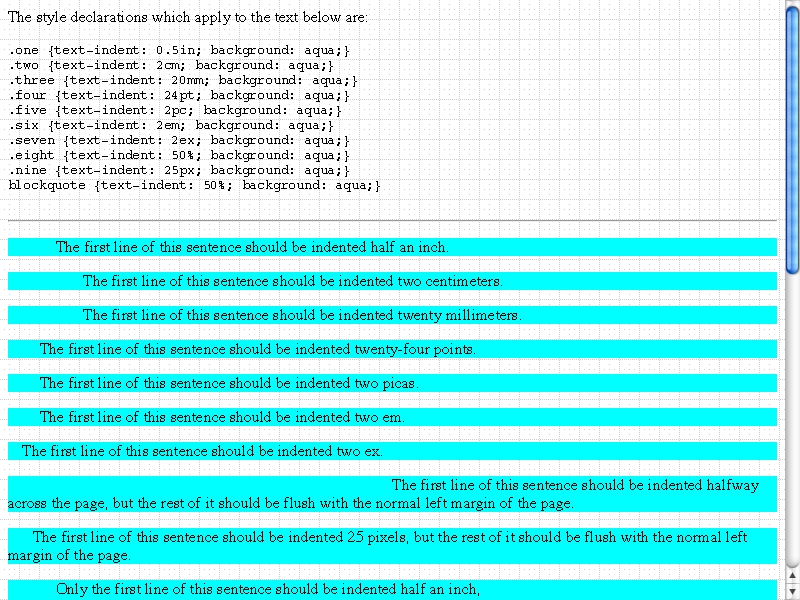 The style declarations which apply to the text below are:
.one {text-indent: 0.5in; background: aqua;}
.two {text-indent: 2cm; background: aqua;}
.three {text-indent: 20mm; background: aqua;}
.four {text-indent: 24pt; background: aqua;}
.five {text-indent: 2pc; background: aqua;}
.six {text-indent: 2em; background: aqua;}
.seven {text-indent: 2ex; background: aqua;}
.eight {text-indent: 50%; background: aqua;}
.nine {text-indent: 25px; background: aqua;}
blockquote {text-indent: 50%; background: aqua;}
The first line of this sentence should be indented half an inch.
The first line of this sentence should be indented two centimeters.
The first line of this sentence should be indented twenty millimeters.
The first line of this sentence should be indented twenty-four points.
The first line of this sentence should be indented two picas.
The first line of this sentence should be indented two em.
The first line of this sentence should be indented two ex.
The first line of this sentence should be indented halfway
across the page, but the rest of it should be flush with the normal left margin of the page.
The first line of this sentence should be indented 25 pixels, but the rest of it should be flush with the normal left
margin of the page.
Only the first line of this sentence should be indented half an inch,